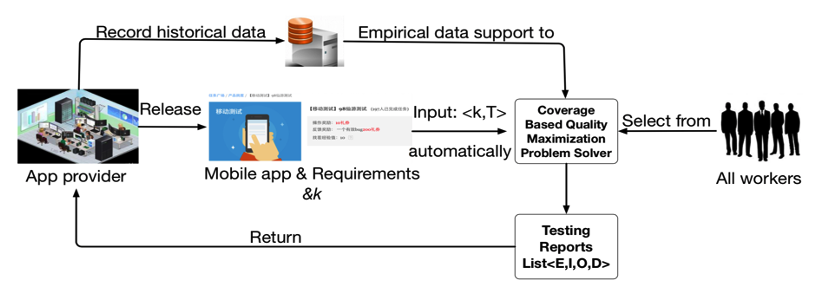 Record historical data
Empirical data support to
Release
移动测试
Input: <k,T>
automatically
Coverage
Based Quality
Maximization
Problem Solver
Select from
App provider
Mobile app & Requirements
&k
All workers
Return
Testing
Reports
List<E,I,O,D>